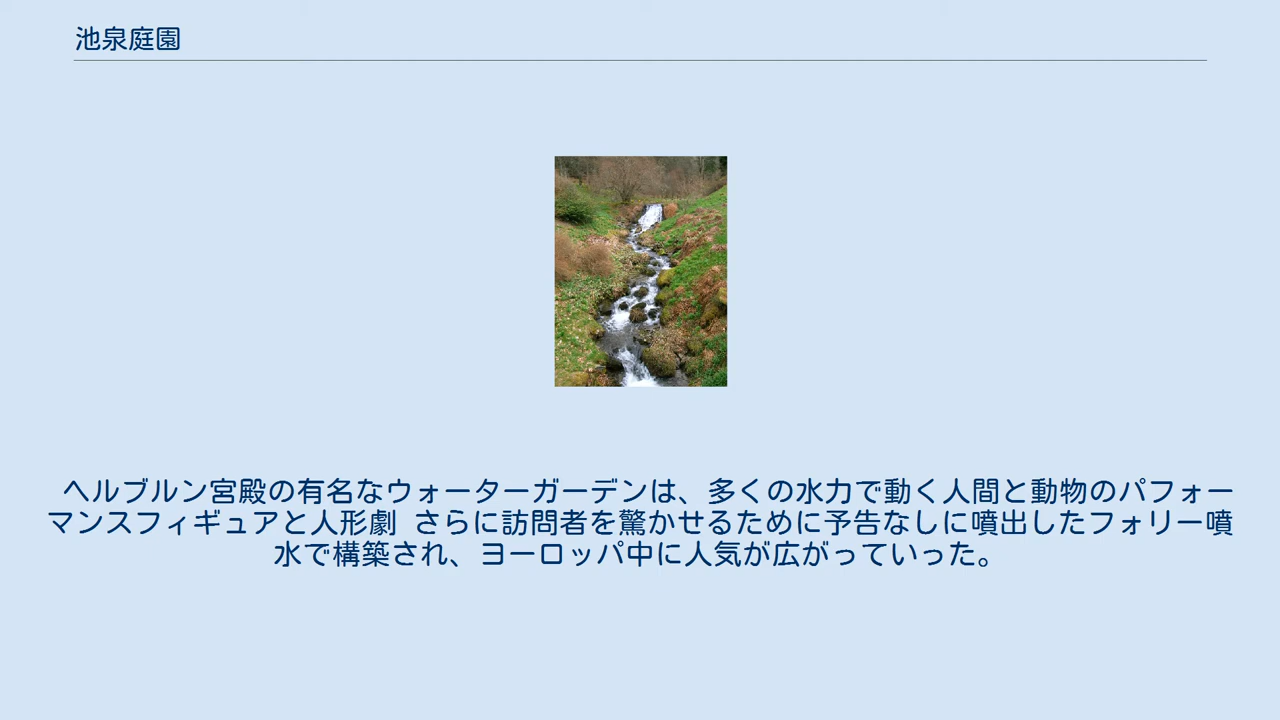 池泉庭園
ヘルブルン宮殿の有名なウォーターガーデンは、多くの水力で動く人間と動物のパフォー
マンスフィギュアと人形劇 さらに訪問者を驚かせるために予告なしに噴出したフォリー噴
水で構築され、ヨーロッパ中に人気が広がっていった。